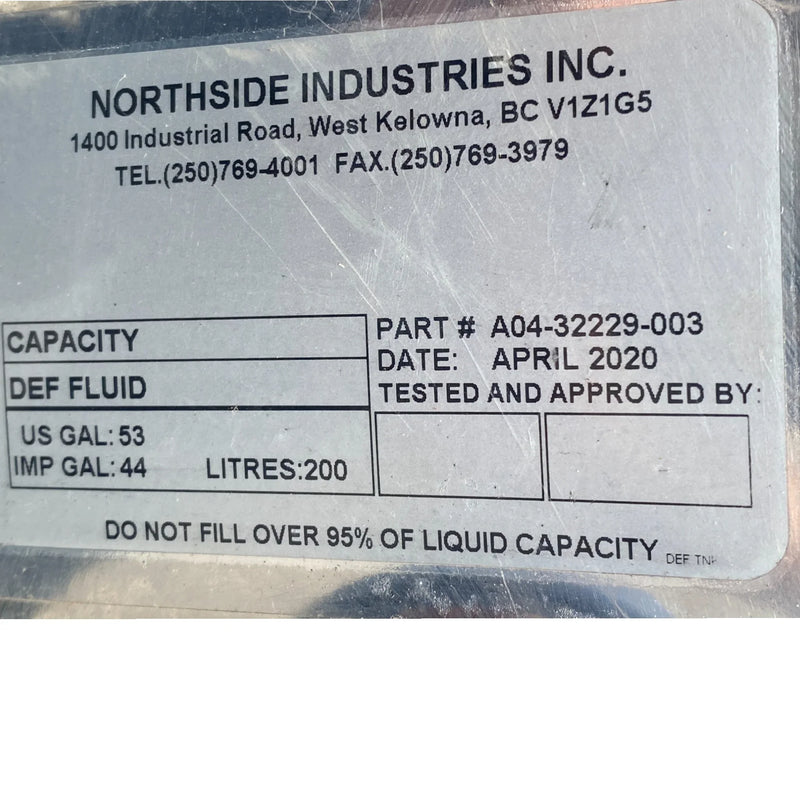 NORTHSIDE INDUSTRIES INC.
1400 Industrial Road, West Kelowna, BC V1Z1G5
TEL.(250)769-4001 FAX.(250)769-3979
CAPACITY
DEF FLUID
US GAL: 53
IMP GAL: 44 LITRES:200
PART # A04-32229-003
DATE: APRIL 2020
TESTED AND APPROVED BY:
DO NOT FILL OVER 95% OF LIQUID CAPACITY
DEF